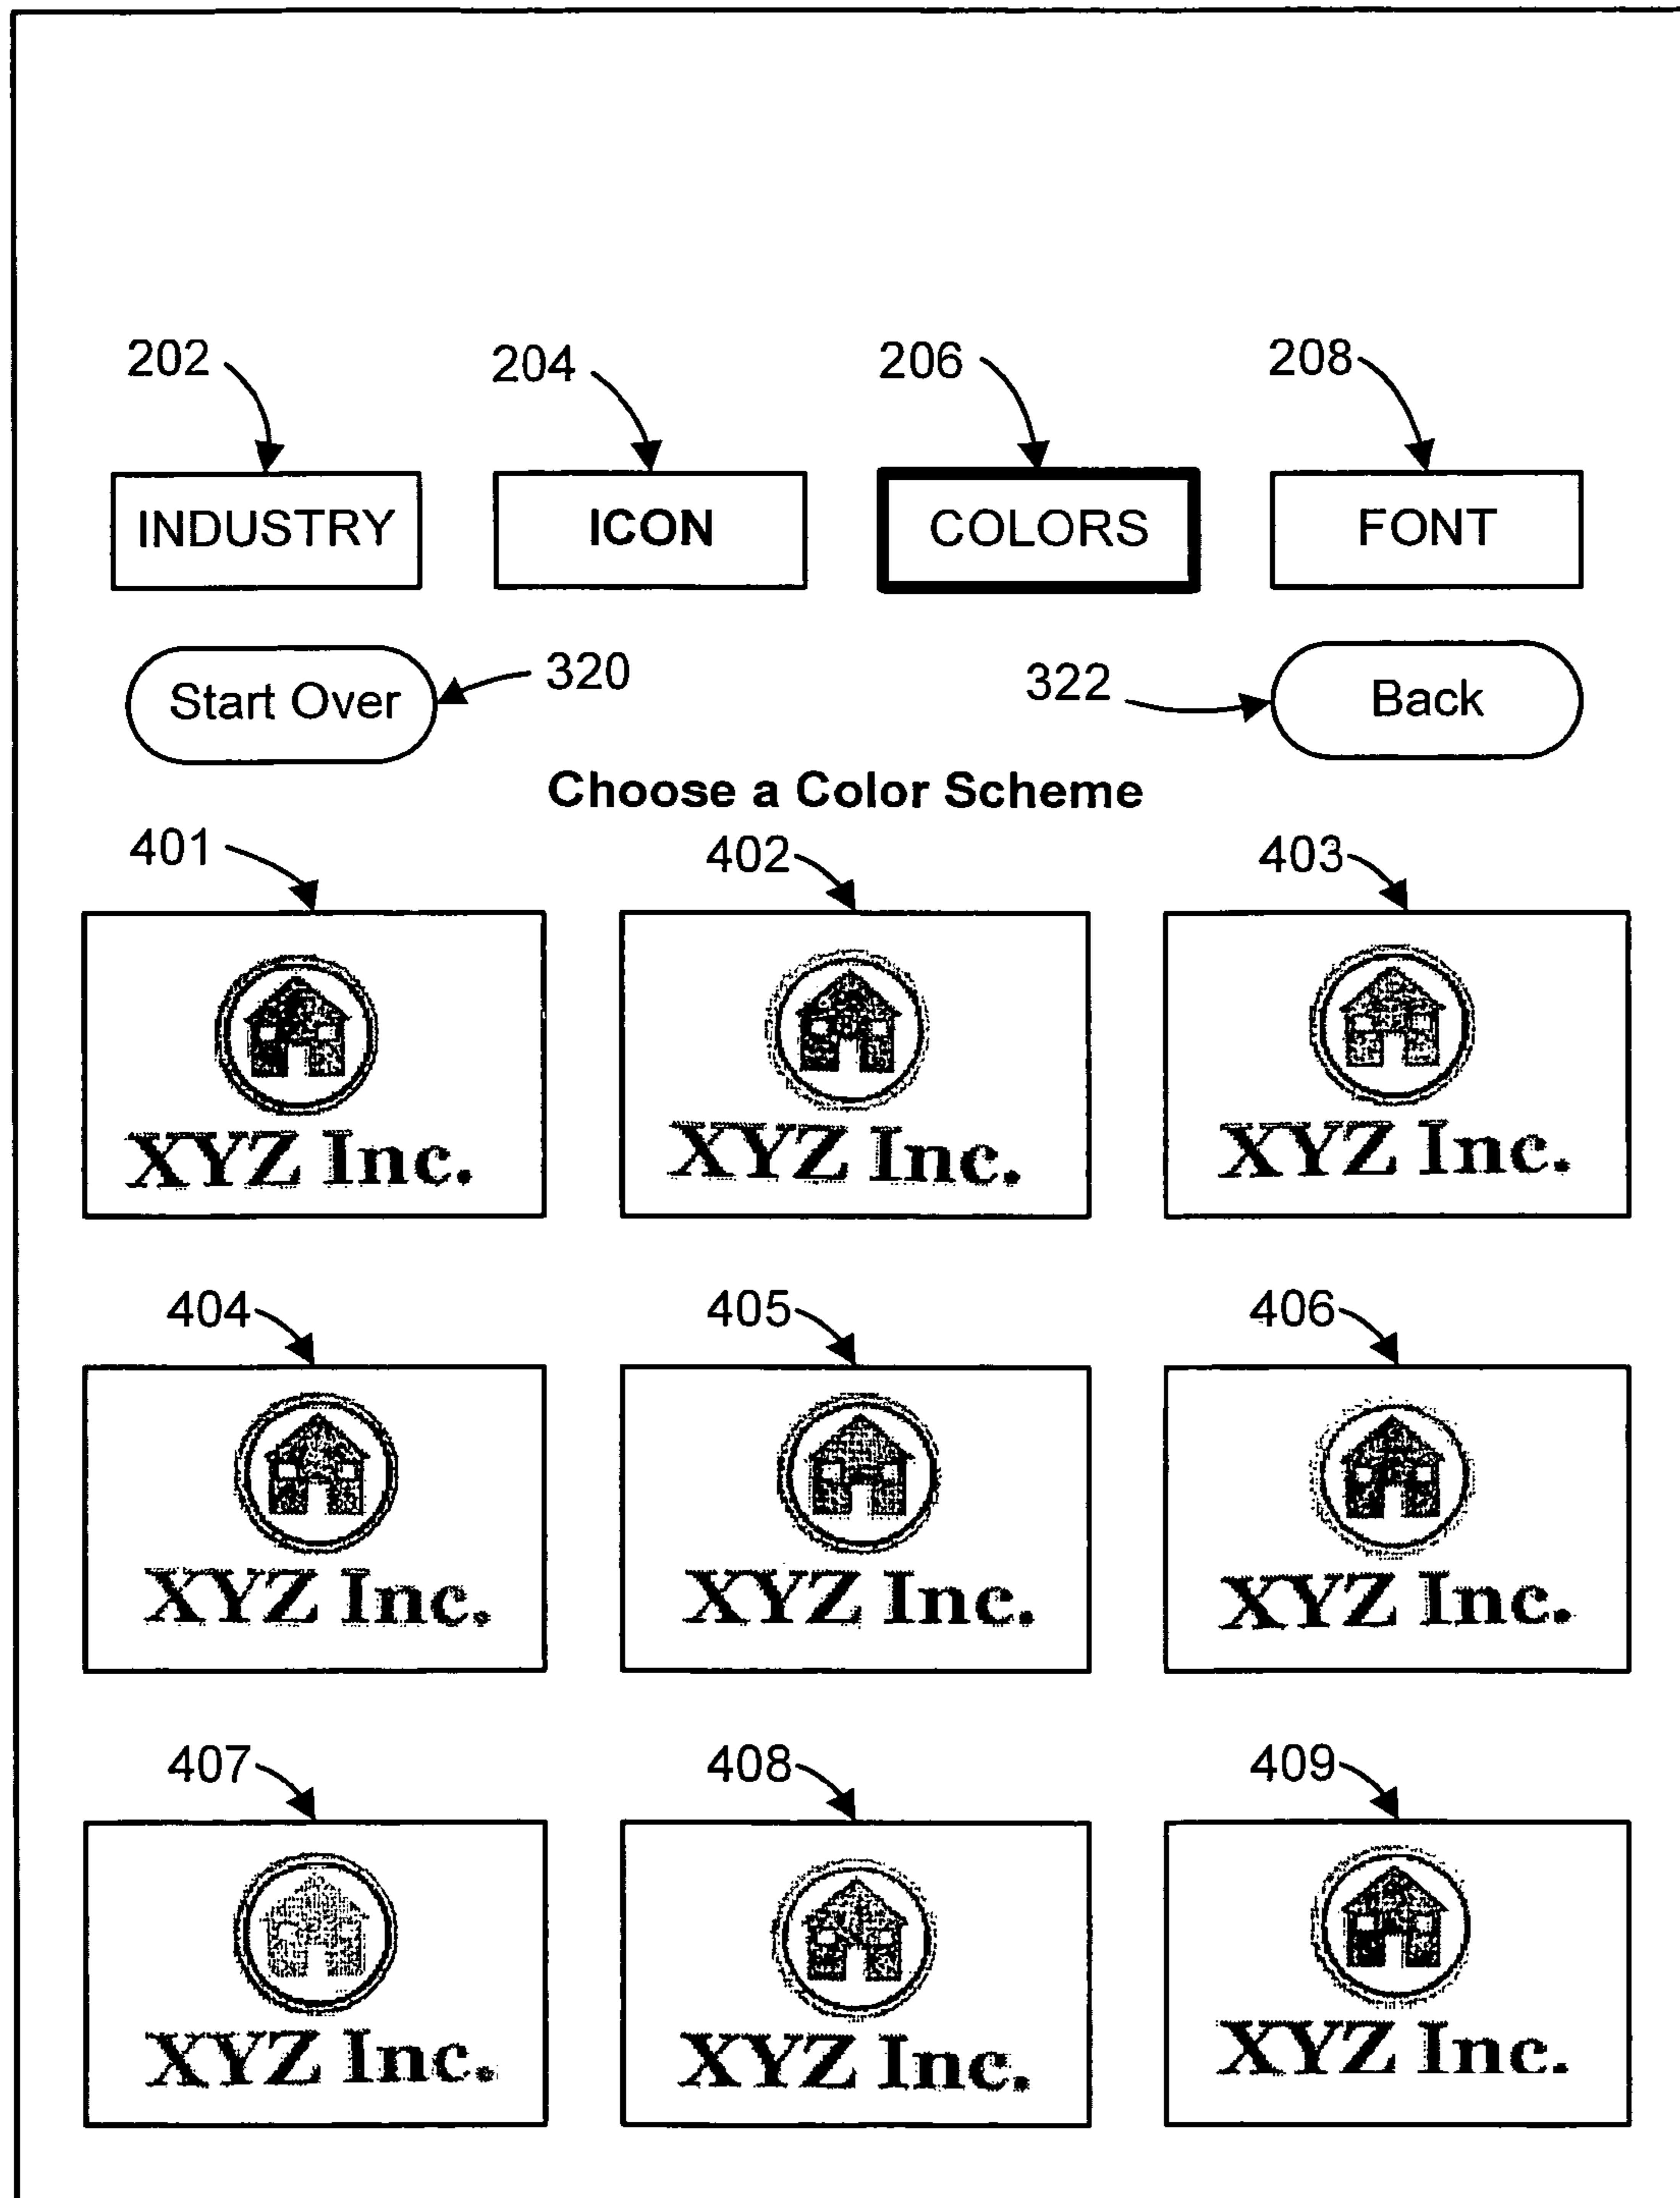 202 204 206 208
INDUSTRY ICON COLORS FONT
Start Over 320 322 Back
Choose a Color Scheme
401 402 403
XYZ Inc. XYZ Inc. XYZ Inc.
404 405 406
XYZ Inc. XYZ Inc. XYZ Inc.
407 408 409
XYZ Inc. XYZ Inc. XYZ Inc.